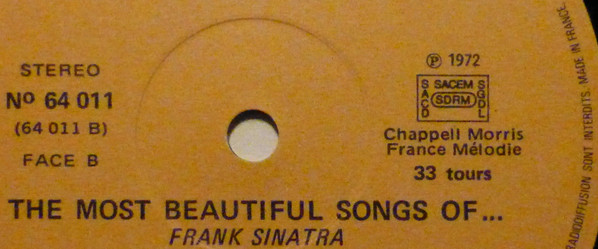 STEREO
Nº 64 011
(64 011 B)
FACE B
℗ 1972
SACD
SACEM
SDRM
SGDL
Chappell Morris
France Mélodie
33 tours
THE MOST BEAUTIFUL SONGS OF...
FRANK SINATRA
RADIODIFFUSION SONT INTERDITS. MADE IN FRANCE.